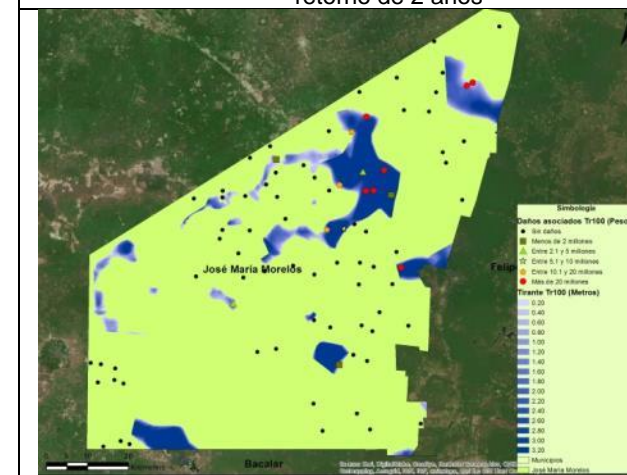 retorno de 2 años
José María Morelos
Felip
Bacalar
Simbología
Daños asociados Tr100 (Peso
Sin daños
Menos de 2 millones
Entre 2.1 y 5 millones
Entre 5.1 y 10 millones
Entre 10.1 y 20 millones
Más de 20 millones
Tirante Tr100 (Metros)
0.20
0.40
0.60
0.80
1.00
1.20
1.40
1.60
1.80
2.00
2.20
2.40
2.60
2.80
3.00
3.20
Municipios
José María Morelos